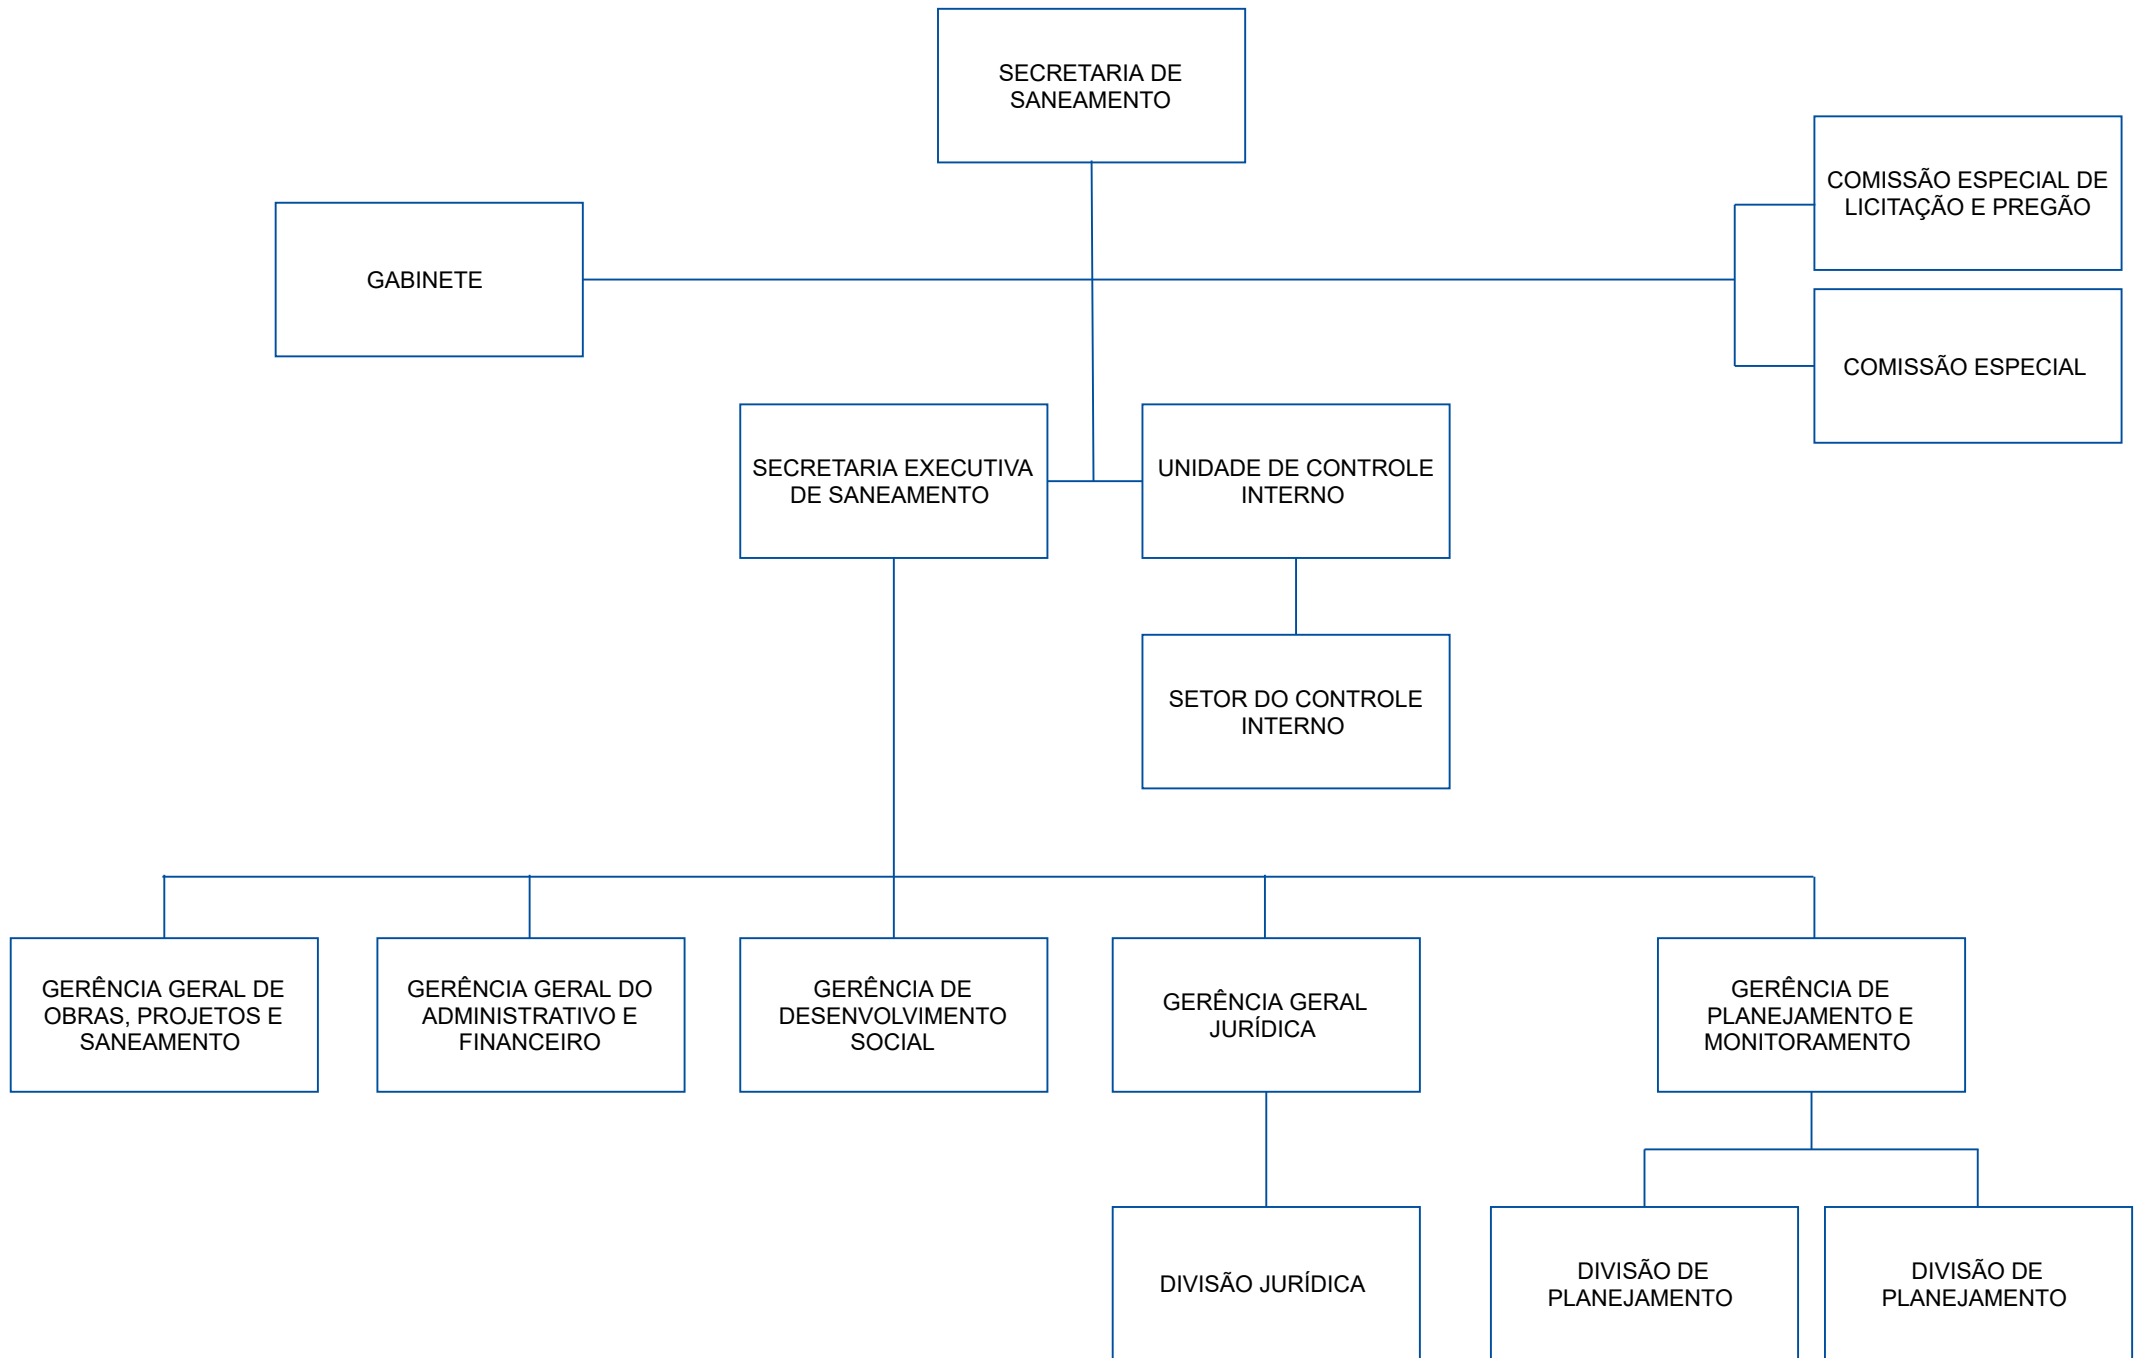 SECRETARIA DE
SANEAMENTO
COMISSÃO ESPECIAL DE
LICITAÇÃO E PREGÃO
GABINETE
COMISSÃO ESPECIAL
SECRETARIA EXECUTIVA
DE SANEAMENTO
UNIDADE DE CONTROLE
INTERNO
SETOR DO CONTROLE
INTERNO
GERÊNCIA GERAL DE
OBRAS, PROJETOS E
SANEAMENTO
GERÊNCIA GERAL DO
ADMINISTRATIVO E
FINANCEIRO
GERÊNCIA DE
DESENVOLVIMENTO
SOCIAL
GERÊNCIA GERAL
JURÍDICA
GERÊNCIA DE
PLANEJAMENTO E
MONITORAMENTO
DIVISÃO JURÍDICA
DIVISÃO DE
PLANEJAMENTO
DIVISÃO DE
PLANEJAMENTO